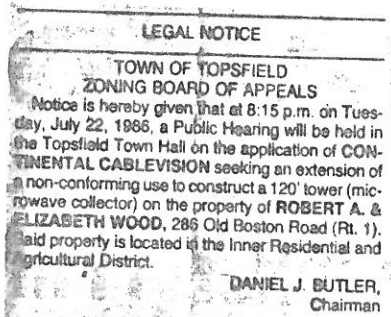 LEGAL NOTICE
TOWN OF TOPSFIELD
ZONING BOARD OF APPEALS
Notice is hereby given that at 8:15 p.m. on Tues-
day, July 22, 1986, a Public Hearing will be held in
the Topsfield Town Hall on the application of CON-
TINENTAL CABLEVISION seeking an extension of
a non-conforming use to construct a 120' tower (mic-
rowave collector) on the property of ROBERT A. &
ELIZABETH WOOD, 286 Old Boston Road (Rt. 1).
Said property is located in the Inner Residential and
Agricultural District.
DANIEL J. BUTLER,
Chairman